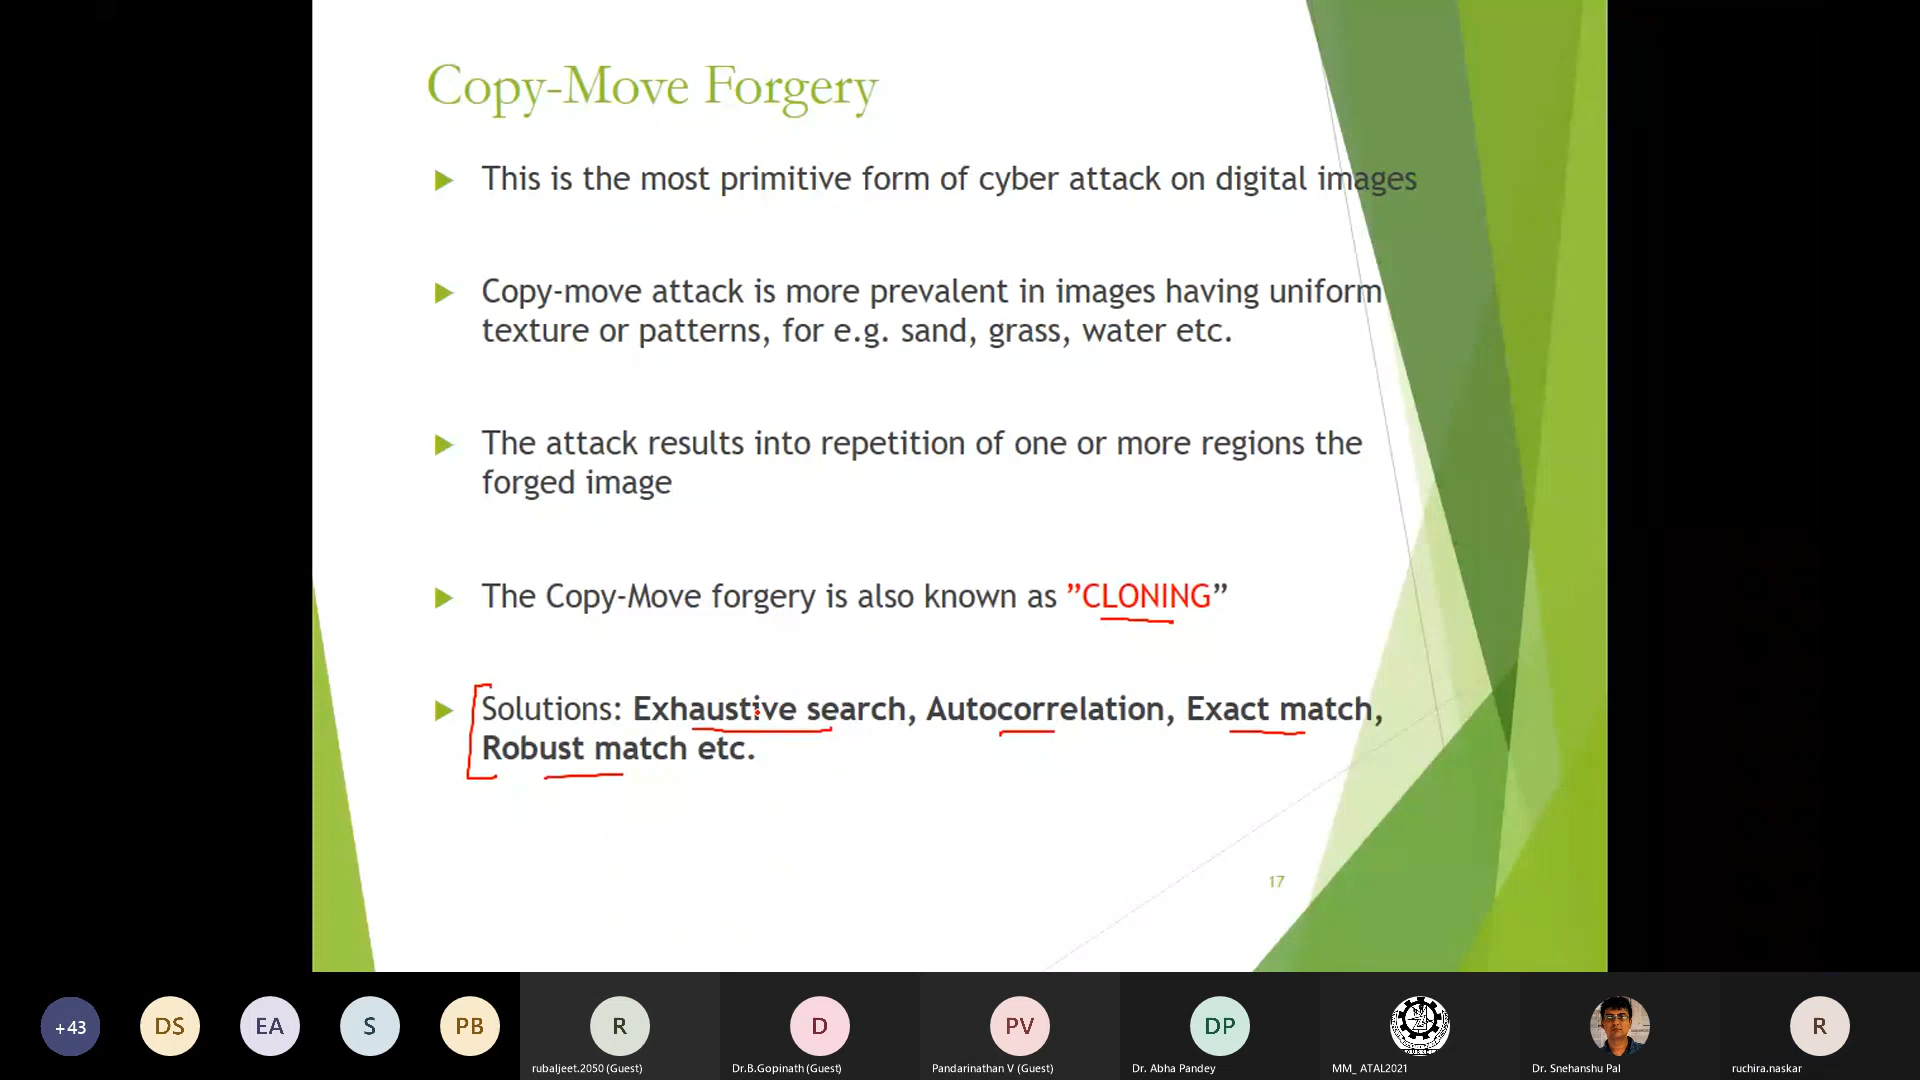 Copy-Move Forgery
This is the most primitive form of cyber attack on digital images
Copy-move attack is more prevalent in images having uniform
texture or patterns, for e.g. sand, grass, water etc.
The attack results into repetition of one or more regions the
forged image
The Copy-Move forgery is also known as ”CLONING”
Solutions: Exhaustive search, Autocorrelation, Exact match,
Robust match etc.
17
+43
DS
EA
S
PB
R
D
PV
DP
R
rubaljeet.2050 (Guest)
Dr.B.Gopinath (Guest)
Pandarinathan V (Guest)
Dr. Abha Pandey
MM_ ATAL2021
Dr. Snehanshu Pal
ruchira.naskar